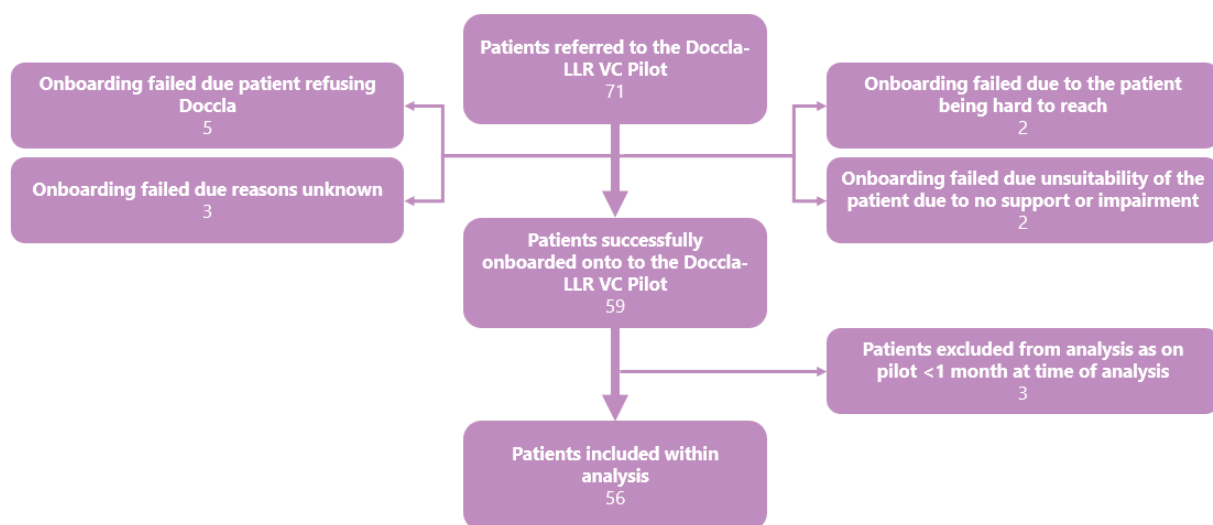 Patients referred to the Doccla-
LLR VC Pilot
71
Onboarding failed due patient refusing
Doccla
5
Onboarding failed due to the patient
being hard to reach
2
Onboarding failed due reasons unknown
3
Onboarding failed due unsuitability of the
patient due to no support or impairment
2
Patients successfully
onboarded onto to the Doccla-
LLR VC Pilot
59
Patients excluded from analysis as on
pilot <1 month at time of analysis
3
Patients included within
analysis
56